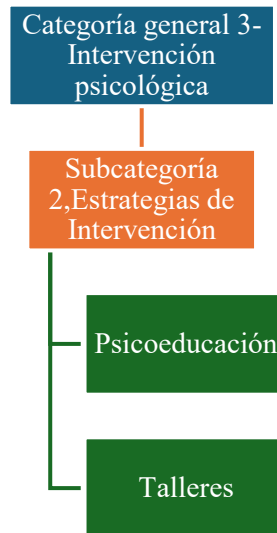 Categoría general 3-
Intervención
psicológica
Subcategoría
2,Estrategias de
Intervención
Psicoeducación
Talleres